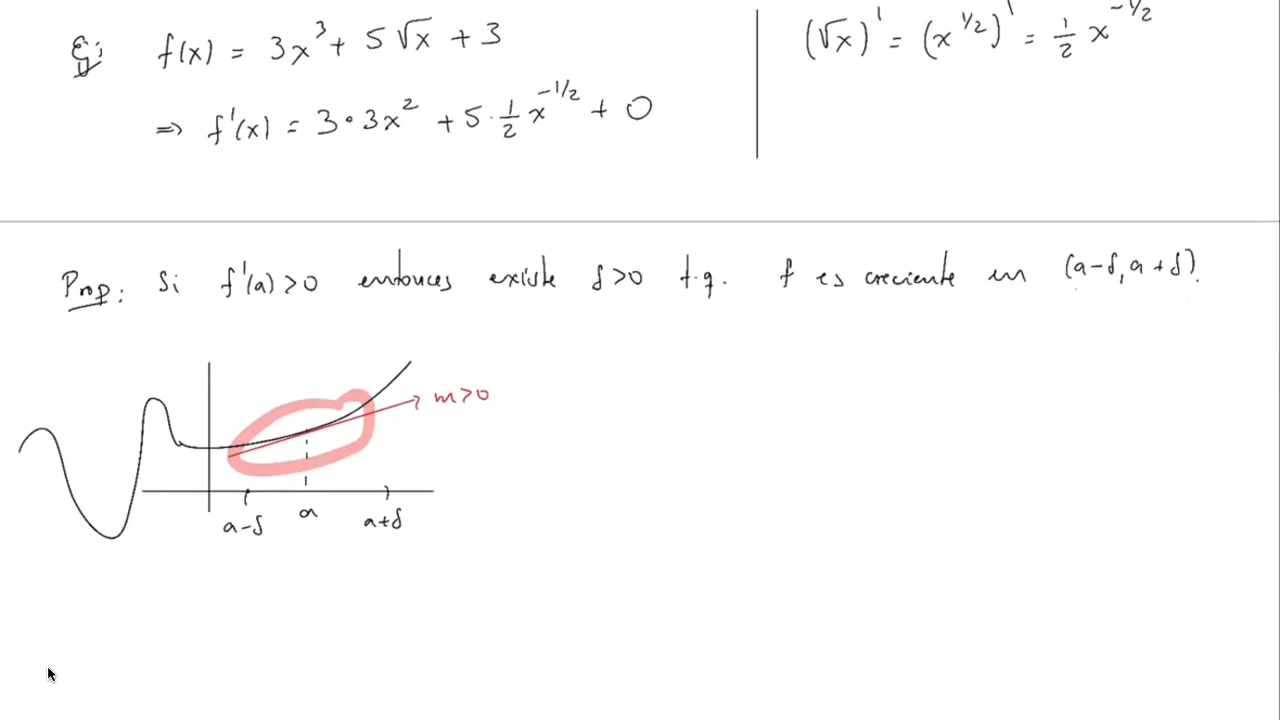 Ej: f(x) = 3x³ + 5√x + 3
(√x)' = (x^{1/2})' = 1/2 x^{-1/2}
⇒ f'(x) = 3·3x² + 5·1/2 x^{-1/2} + 0
Prop: Si f'(a) > 0 entonces existe δ>0 t.q. f es creciente en (a-δ, a+δ).
m>0
a-δ a a+δ